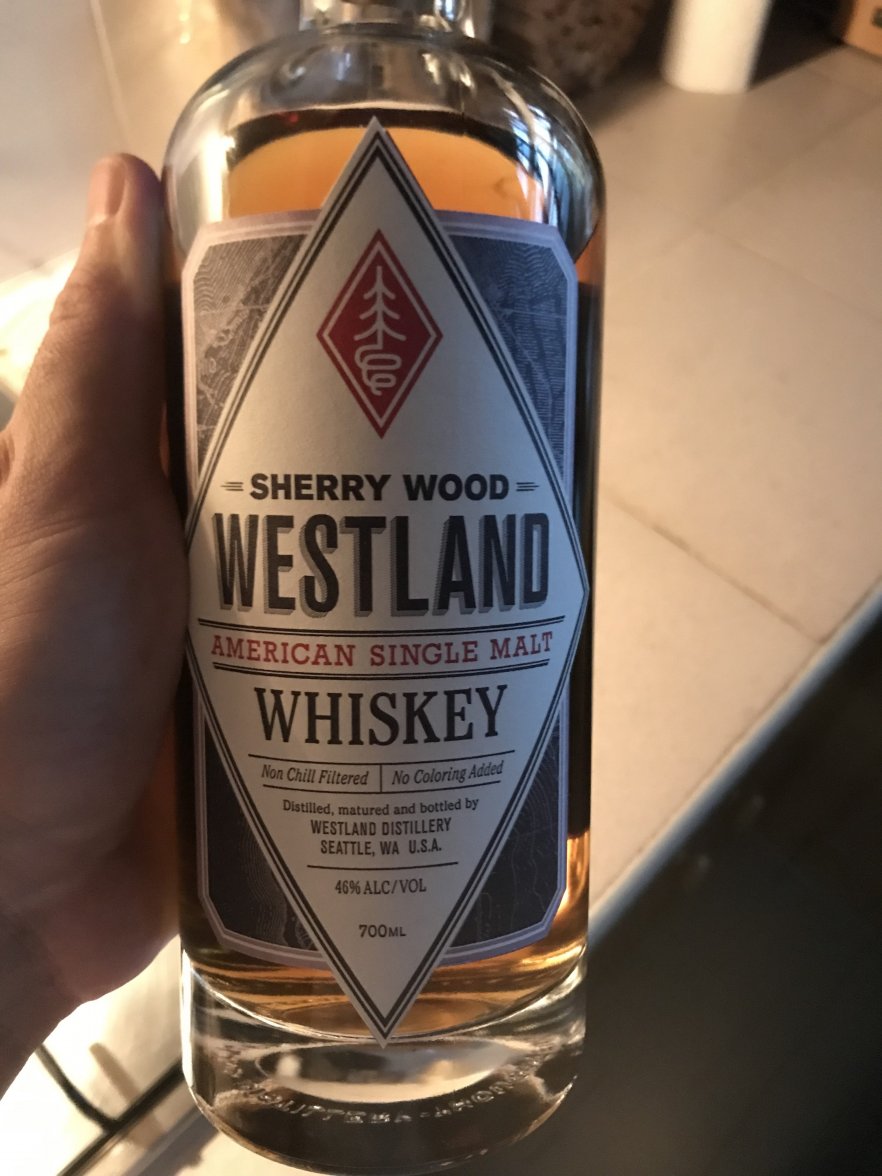 SHERRY WOOD
WESTLAND
AMERICAN SINGLE MALT
WHISKEY
Non Chill Filtered | No Coloring Added
Distilled, matured and bottled by
WESTLAND DISTILLERY
SEATTLE, WA U.S.A.
46% ALC/VOL
700ML